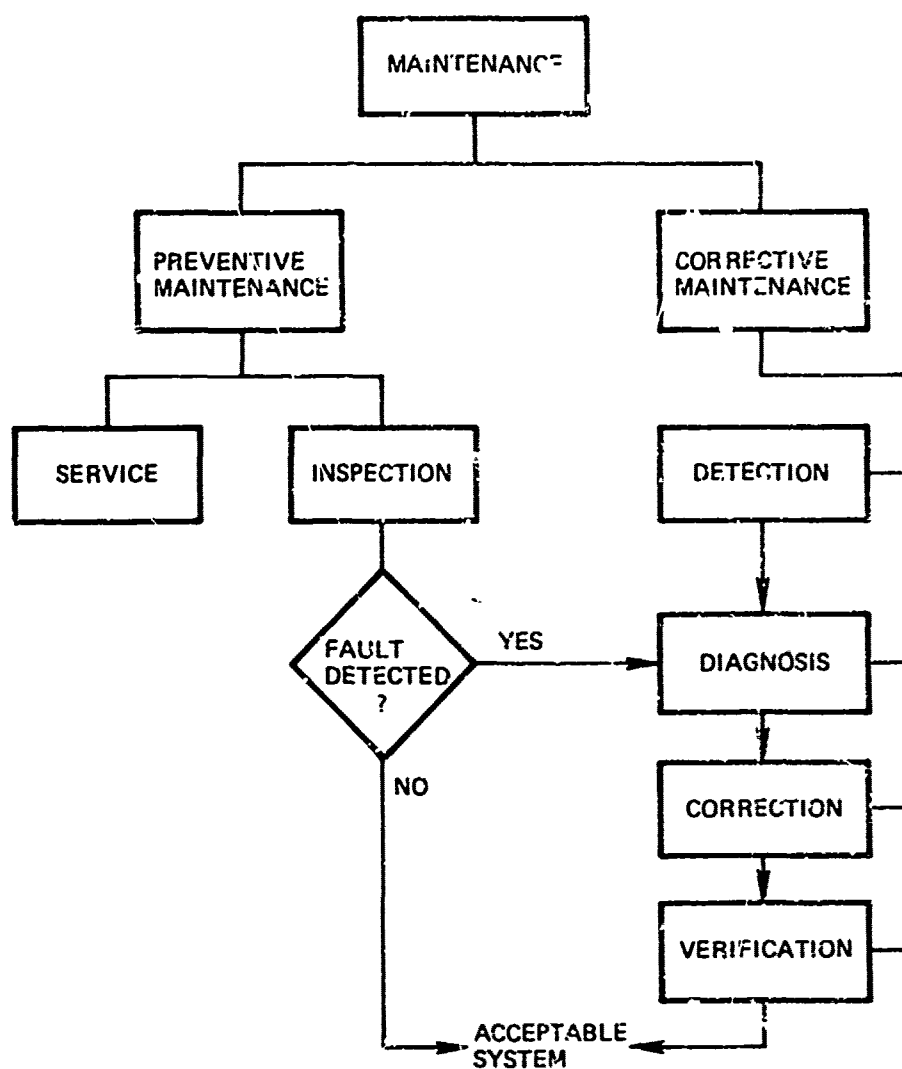 MAINTENANCE
PREVENTIVE
MAINTENANCE
CORRECTIVE
MAINTENANCE
SERVICE
INSPECTION
DETECTION
FAULT
DETECTED
?
YES
DIAGNOSIS
NO
CORRECTION
VERIFICATION
ACCEPTABLE
SYSTEM